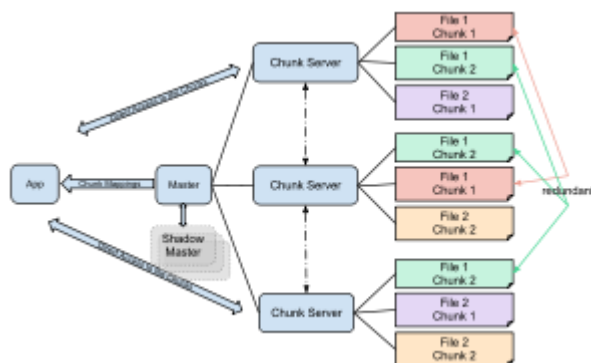 File 1
Chunk 1
Chunk Server
File 1
Chunk 2
File 2
Chunk 1
File 1
Chunk 2
App
Chunk Mappings
Master
Chunk Server
File 1
Chunk 1
redundant
File 2
Chunk 2
Shadow
Master
File 1
Chunk 2
Chunk Server
File 2
Chunk 1
File 2
Chunk 2